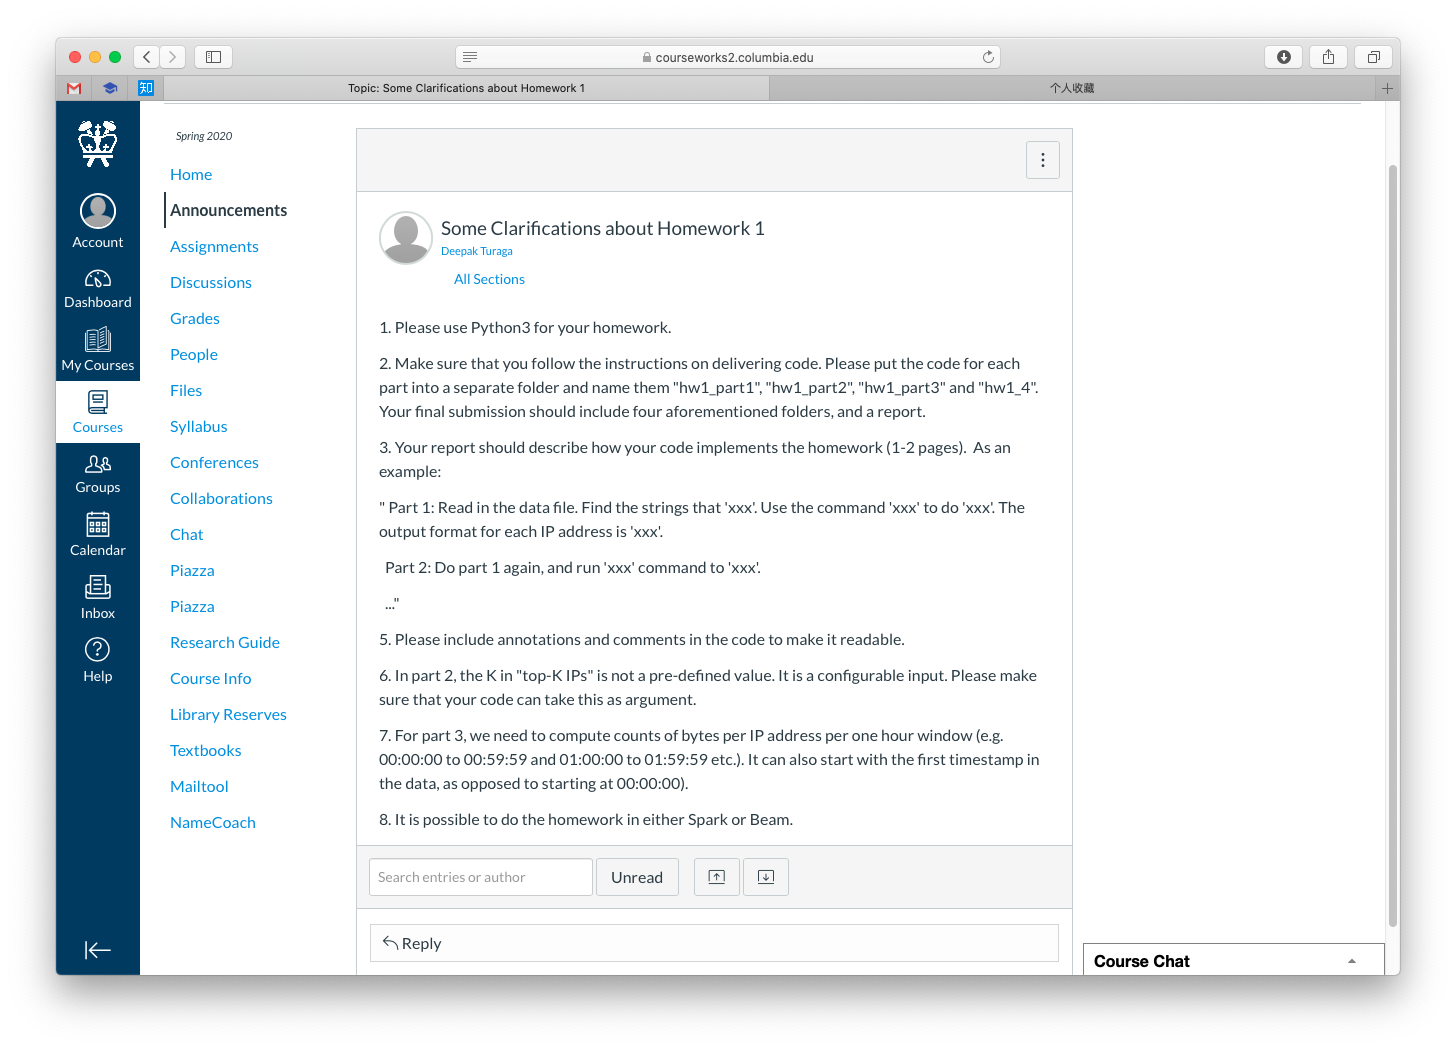 courseworks2.columbia.edu
知
Topic: Some Clarifications about Homework 1
个人收藏
Spring 2020
Account
Dashboard
My Courses
Courses
Groups
Calendar
Inbox
Help
Home
Announcements
Assignments
Discussions
Grades
People
Files
Syllabus
Conferences
Collaborations
Chat
Piazza
Piazza
Research Guide
Course Info
Library Reserves
Textbooks
Mailtool
NameCoach
Some Clarifications about Homework 1
Deepak Turaga
All Sections
1. Please use Python3 for your homework.
2. Make sure that you follow the instructions on delivering code. Please put the code for each
part into a separate folder and name them "hw1_part1", "hw1_part2", "hw1_part3" and "hw1_4".
Your final submission should include four aforementioned folders, and a report.
3. Your report should describe how your code implements the homework (1-2 pages).  As an
example:
" Part 1: Read in the data file. Find the strings that 'xxx'. Use the command 'xxx' to do 'xxx'. The
output format for each IP address is 'xxx'.
Part 2: Do part 1 again, and run 'xxx' command to 'xxx'.
..."
5. Please include annotations and comments in the code to make it readable.
6. In part 2, the K in "top-K IPs" is not a pre-defined value. It is a configurable input. Please make
sure that your code can take this as argument.
7. For part 3, we need to compute counts of bytes per IP address per one hour window (e.g.
00:00:00 to 00:59:59 and 01:00:00 to 01:59:59 etc.). It can also start with the first timestamp in
the data, as opposed to starting at 00:00:00).
8. It is possible to do the homework in either Spark or Beam.
Search entries or author
Unread
Reply
Course Chat